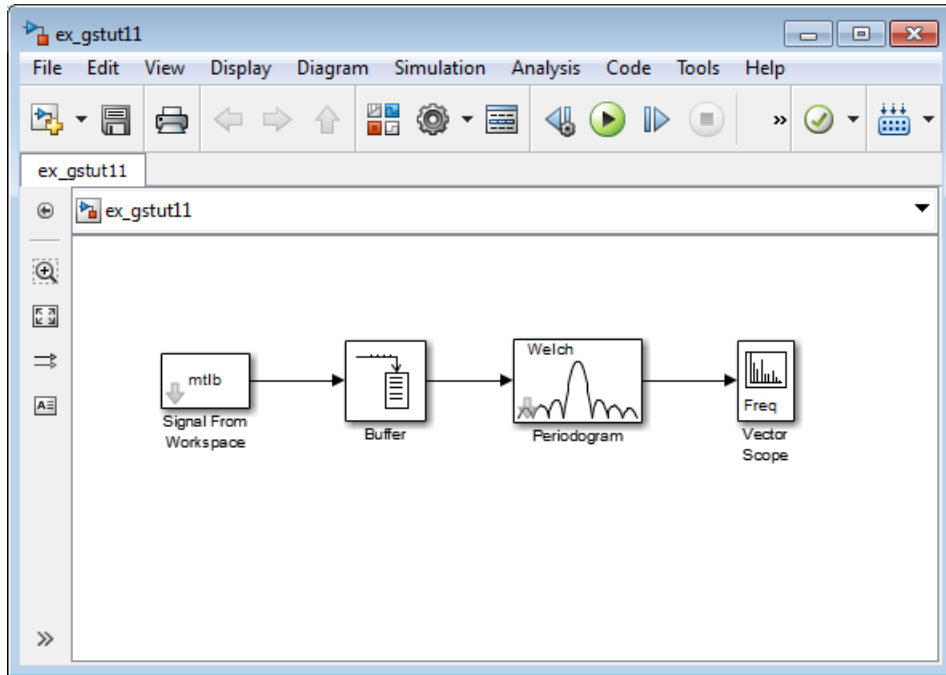 ex_gstut11
File Edit View Display Diagram Simulation Analysis Code Tools Help
ex_gstut11
ex_gstut11
mtlb
Signal From
Workspace
Buffer
Welch
Periodogram
Freq
Vector
Scope